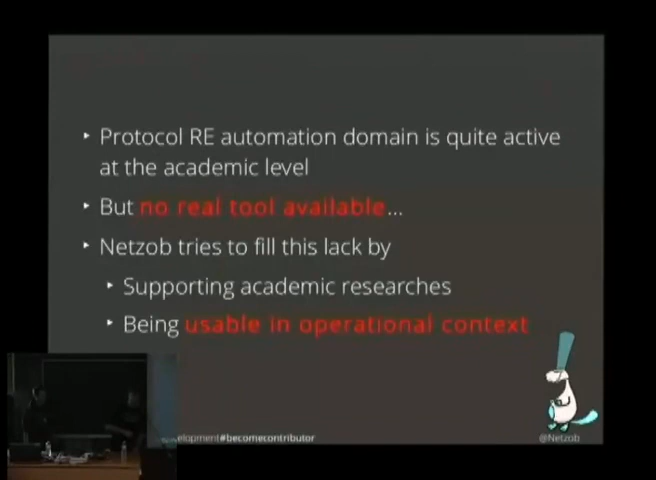 Protocol RE automation domain is quite active
at the academic level
But no real tool available...
Netzob tries to fill this lack by
Supporting academic researches
Being usable in operational context
#becomecontributor
@Netzob